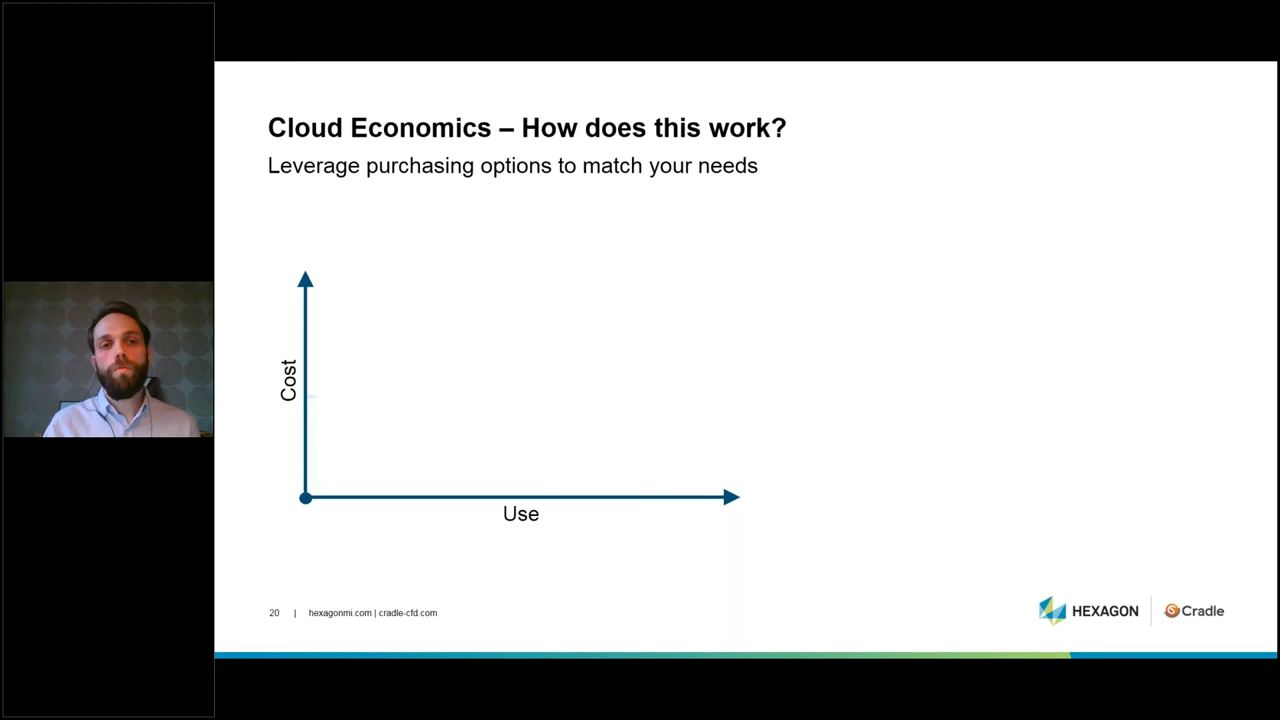 Cloud Economics – How does this work?
Leverage purchasing options to match your needs
Cost
Use
20 | hexagonmi.com | cradle-cfd.com
HEXAGON
Cradle